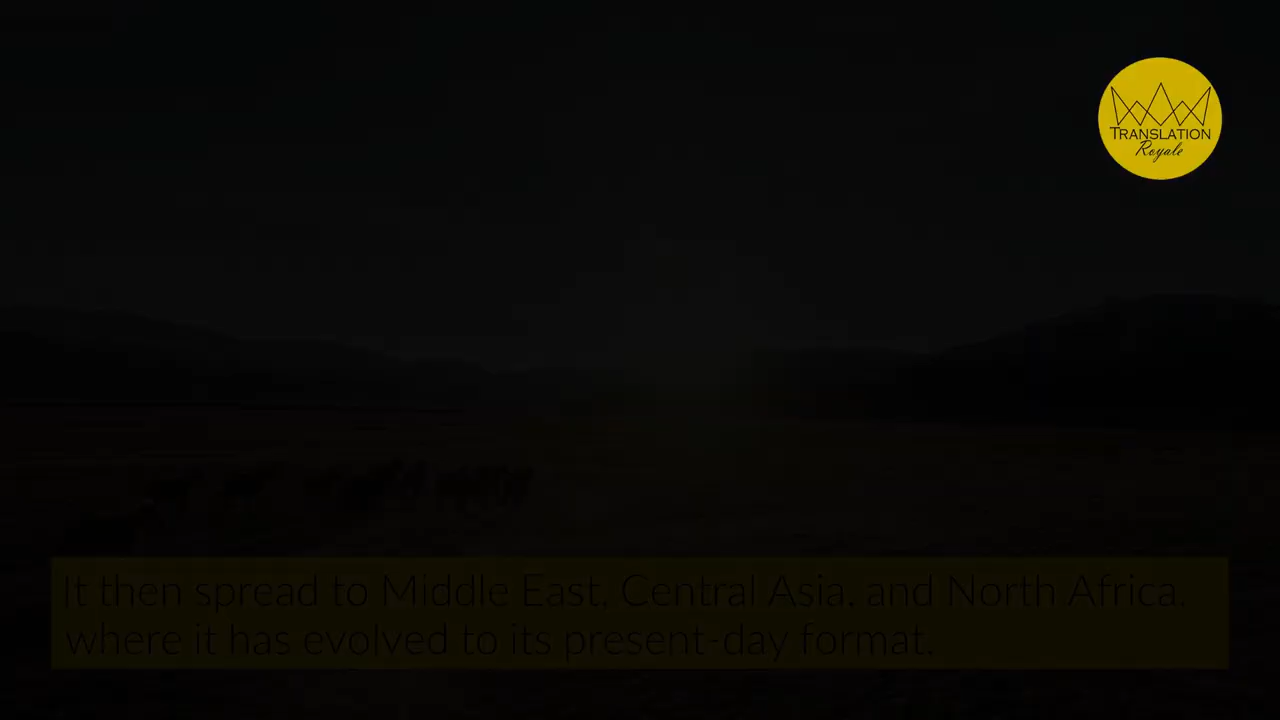 TRANSLATION
Royale
It then spread to Middle East, Central Asia, and North Africa,
where it has evolved to its present-day format.